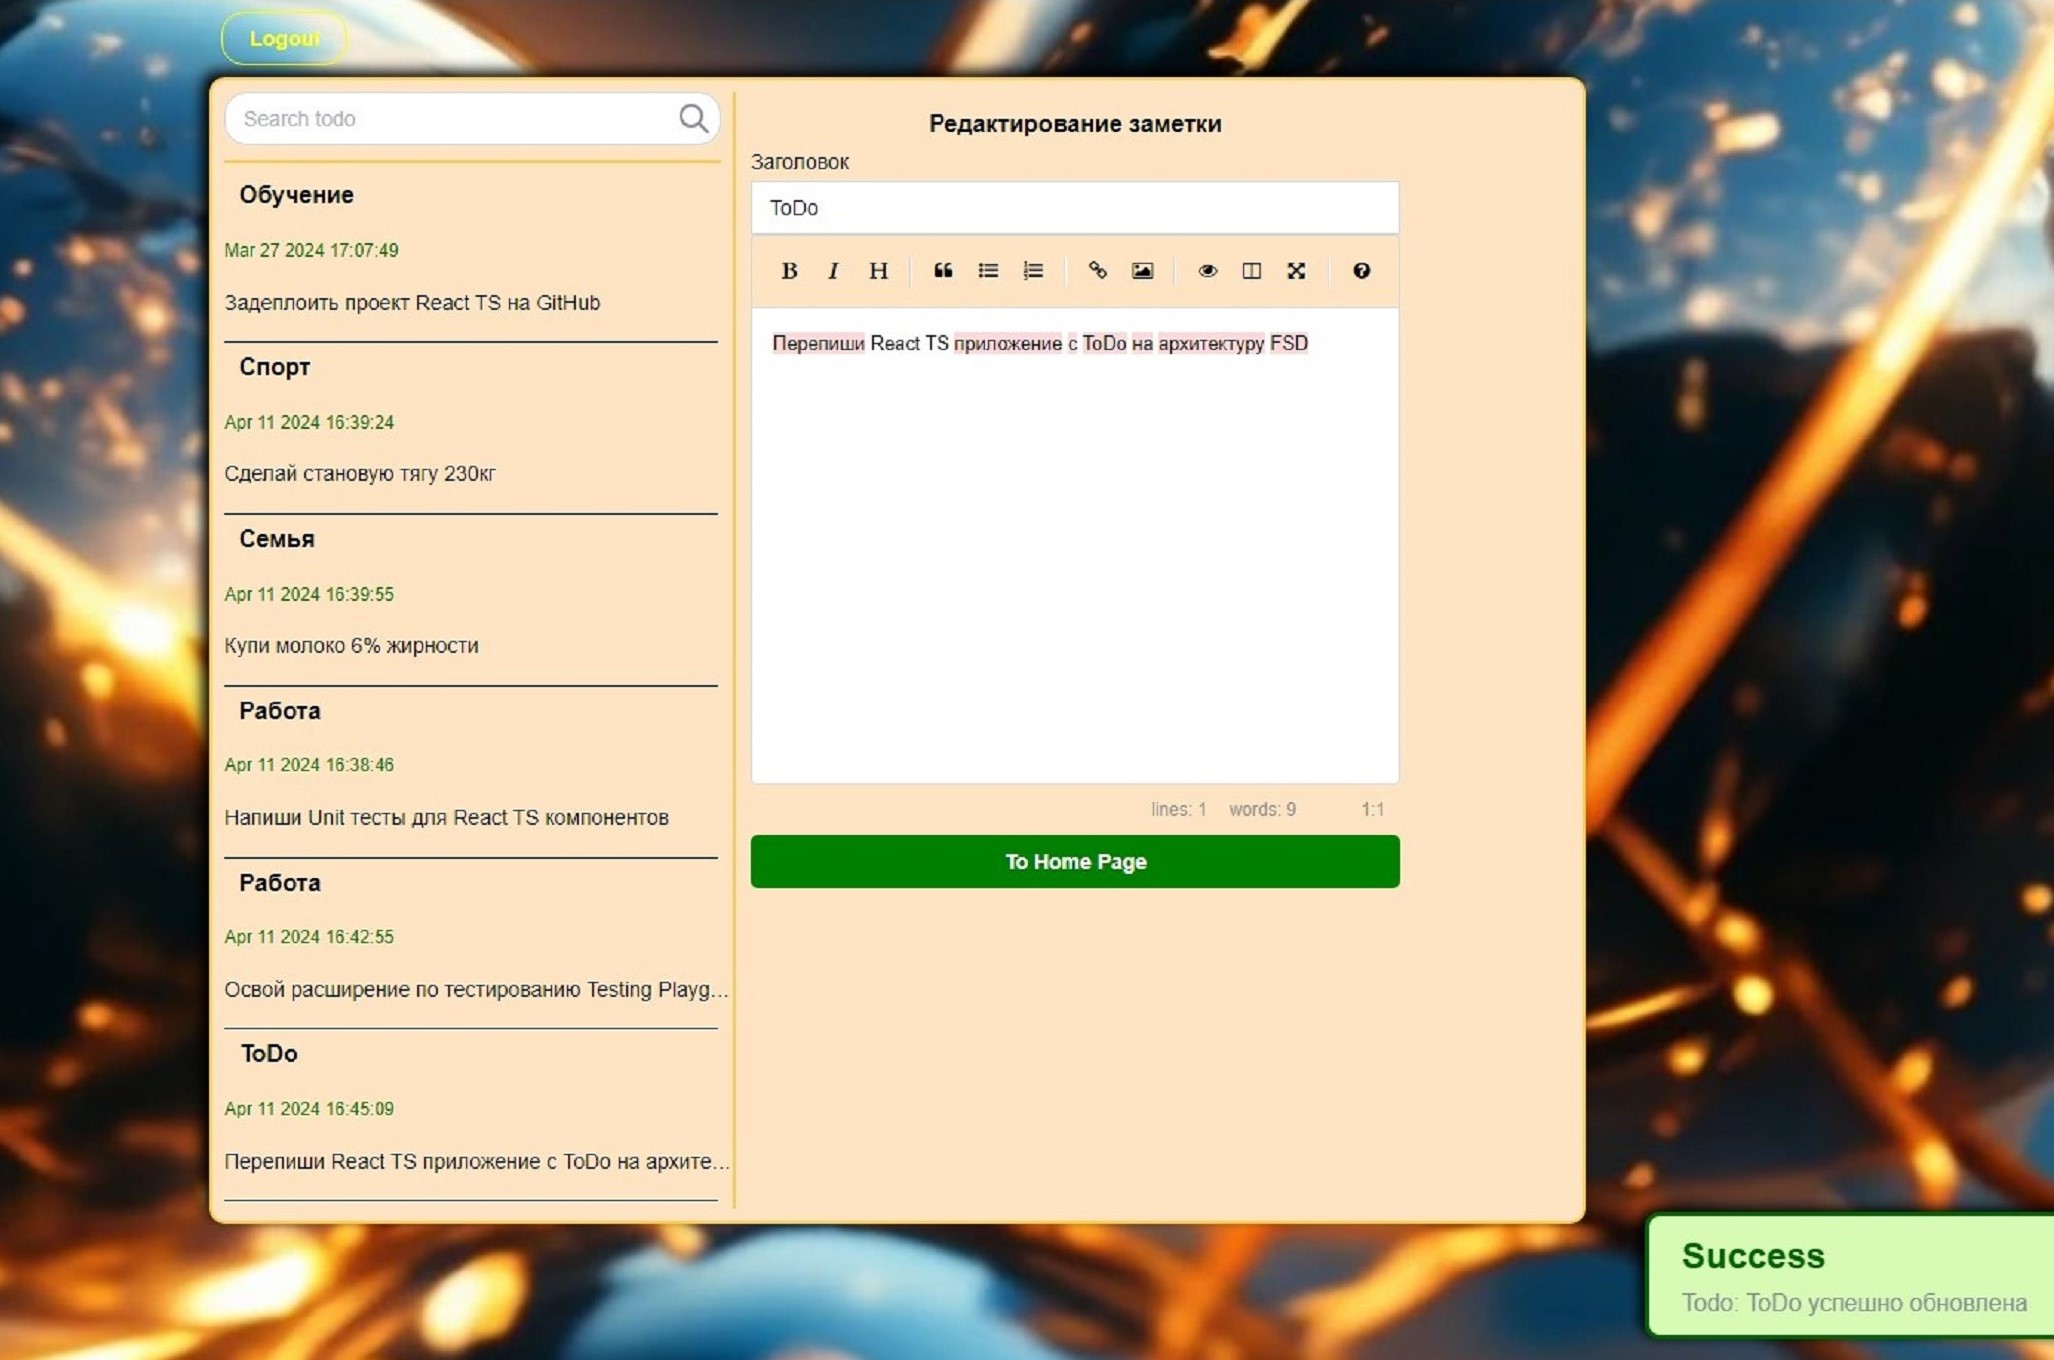 Logout
Search todo
Обучение
Mar 27 2024 17:07:49
Задеплоить проект React TS на GitHub
Спорт
Apr 11 2024 16:39:24
Сделай становую тягу 230кг
Семья
Apr 11 2024 16:39:55
Купи молоко 6% жирности
Работа
Apr 11 2024 16:38:46
Напиши Unit тесты для React TS компонентов
Работа
Apr 11 2024 16:42:55
Освой расширение по тестированию Testing Playg...
ToDo
Apr 11 2024 16:45:09
Перепиши React TS приложение с ToDo на архите...
Редактирование заметки
Заголовок
ToDo
B I H
Перепиши React TS приложение с ToDo на архитектуру FSD
lines: 1 words: 9 1:1
To Home Page
Success
Todo: ToDo успешно обновлена